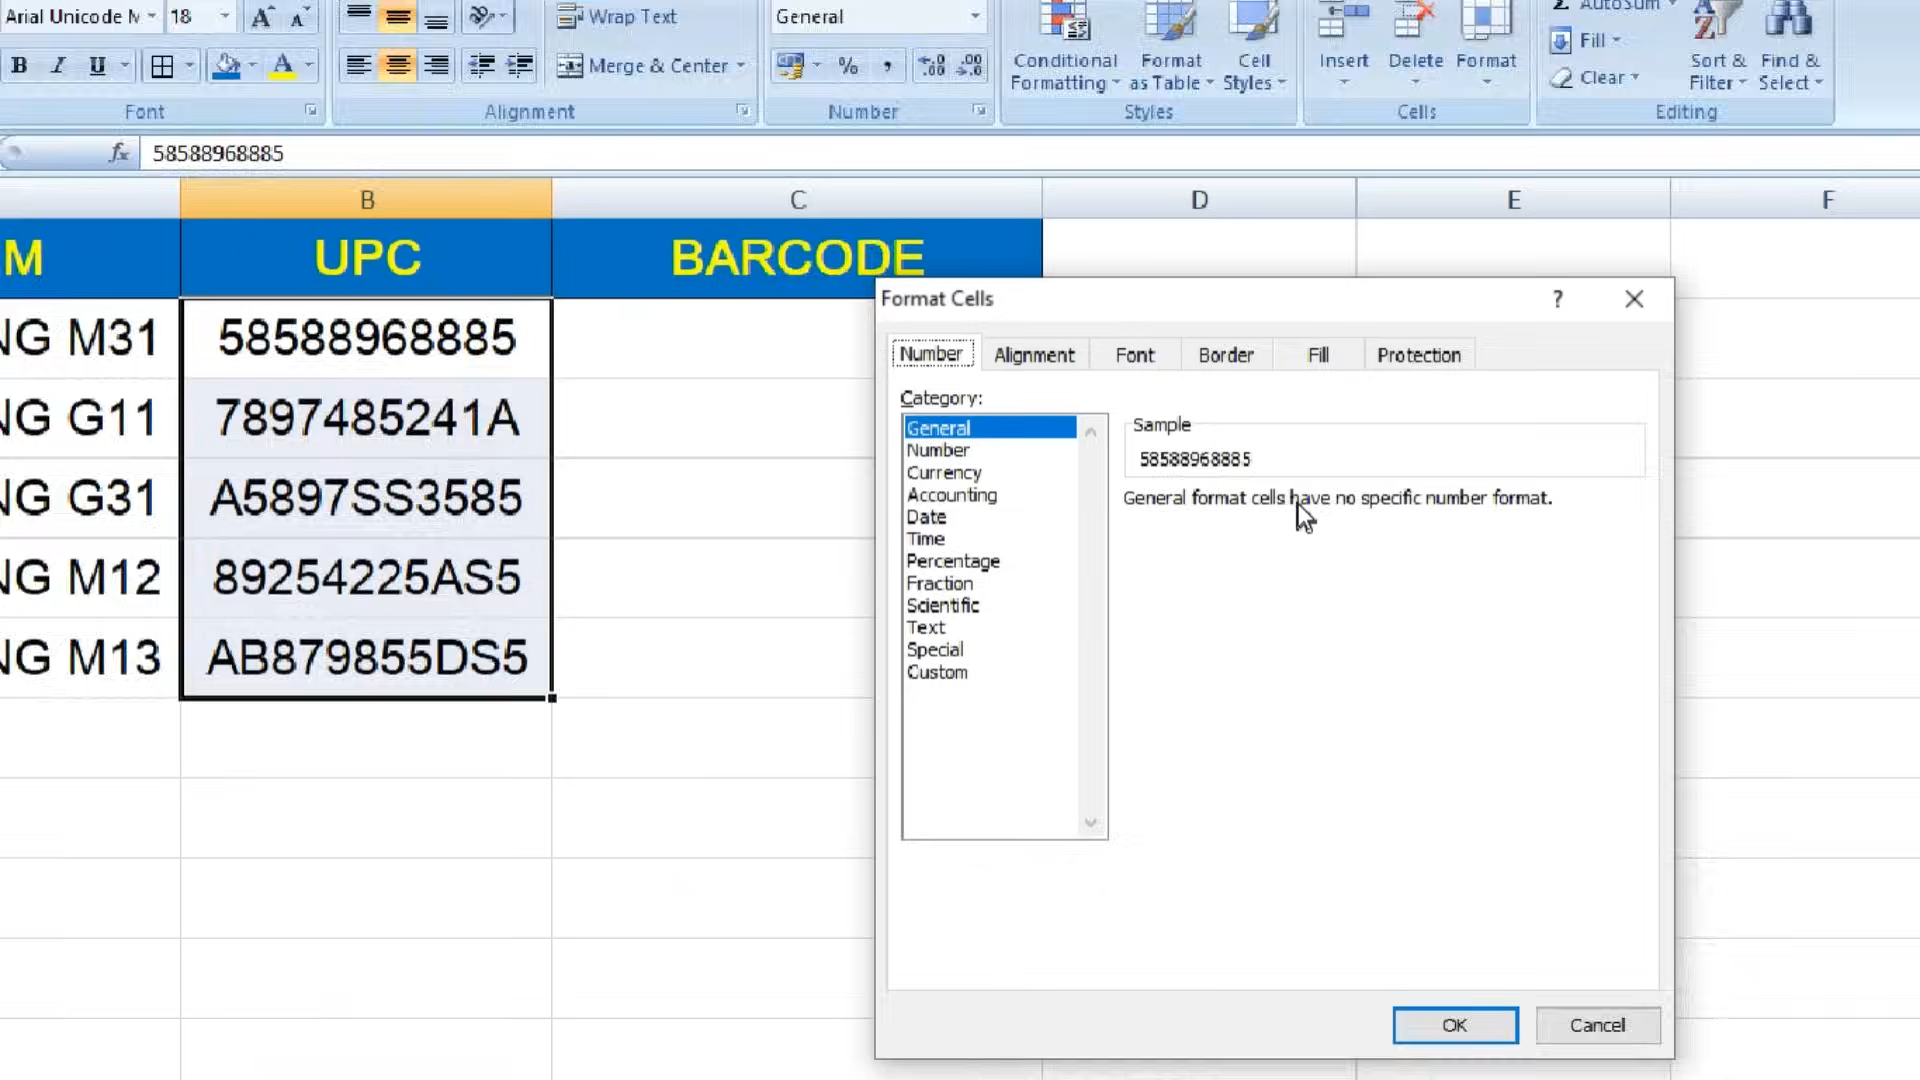 Arial Unicode M 18 A A Wrap Text General AutoSum
B I U A Merge & Center % , .00 .00 Conditional Formatting Format as Table Cell Styles Insert Delete Format Fill Clear Sort & Filter Find & Select
Font Alignment Number Styles Cells Editing
fx 58588968885
B C D E F
M UPC BARCODE
NG M31 58588968885
NG G11 7897485241A
NG G31 A5897SS3585
NG M12 89254225AS5
NG M13 AB879855DS5
Format Cells ?
Number Alignment Font Border Fill Protection
Category:
General
Number
Currency
Accounting
Date
Time
Percentage
Fraction
Scientific
Text
Special
Custom
Sample
58588968885
General format cells have no specific number format.
OK Cancel